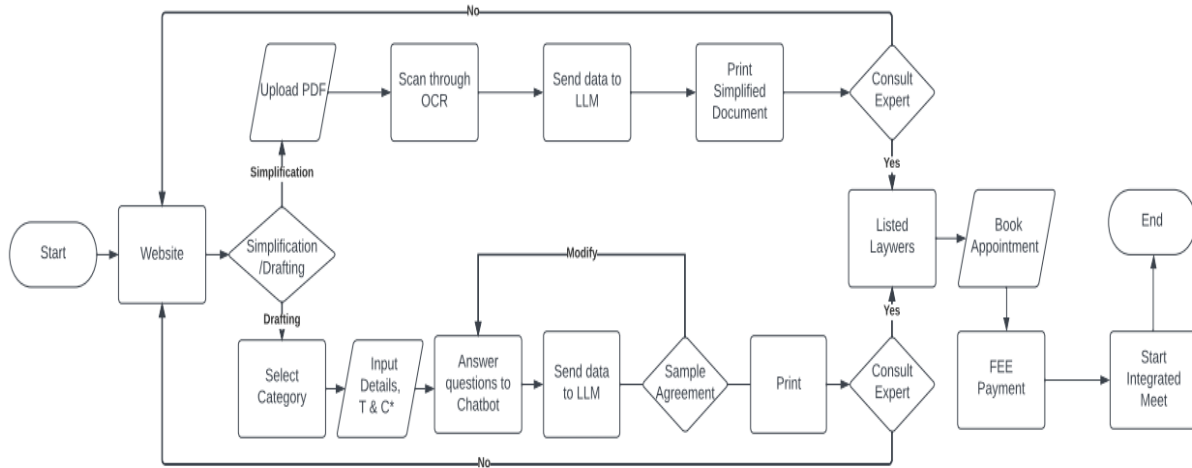 No
Upload PDF
Scan through
OCR
Send data to
LLM
Print
Simplified
Document
Consult
Expert
Simplification
Yes
Start
Website
Simplification
/Drafting
Modify
Listed
Laywers
Book
Appointment
End
Drafting
Yes
Select
Category
Input
Details,
T & C*
Answer
questions to
Chatbot
Send data
to LLM
Sample
Agreement
Print
Consult
Expert
FEE
Payment
Start
Integrated
Meet
No